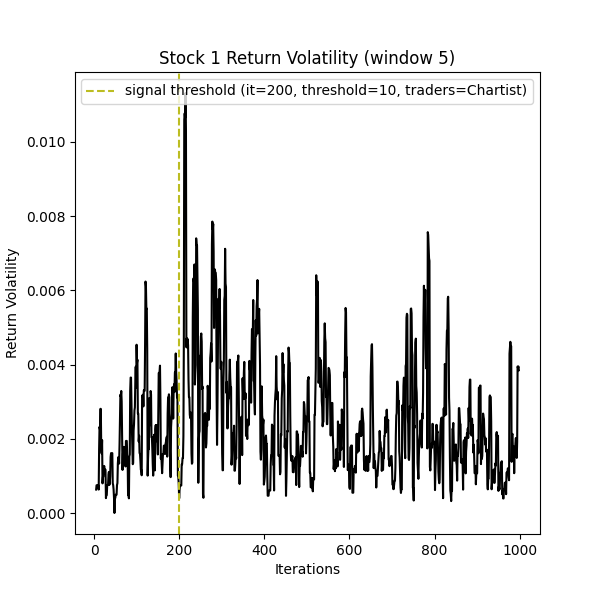 Stock 1 Return Volatility (window 5)
signal threshold (it=200, threshold=10, traders=Chartist)
0.010
0.008
0.006
0.004
0.002
0.000
Return Volatility
0 200 400 600 800 1000
Iterations